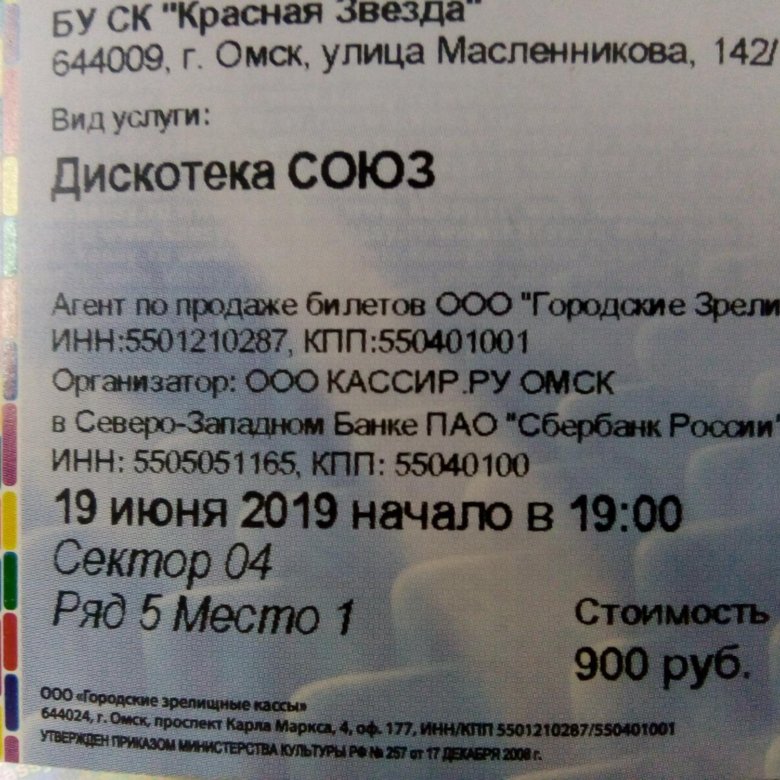 БУ СК "Красная Звезда"
644009, г. Омск, улица Масленникова, 142/
Вид услуги:
Дискотека СОЮЗ
Агент по продаже билетов ООО "Городские Зрели
ИНН:5501210287, КПП:550401001
Организатор: ООО КАССИР.РУ ОМСК
в Северо-Западном Банке ПАО "Сбербанк России"
ИНН: 5505051165, КПП: 55040100
19 июня 2019 начало в 19:00
Сектор 04
Ряд 5 Место 1
Стоимость
900 руб.
ООО «Городские зрелищные кассы»
644024, г. Омск, проспект Карла Маркса, 4, оф. 177, ИНН/КПП 5501210287/550401001
УТВЕРЖДЕН ПРИКАЗОМ МИНИСТЕРСТВА КУЛЬТУРЫ РФ № 257 от 17 ДЕКАБРЯ 2008 г.